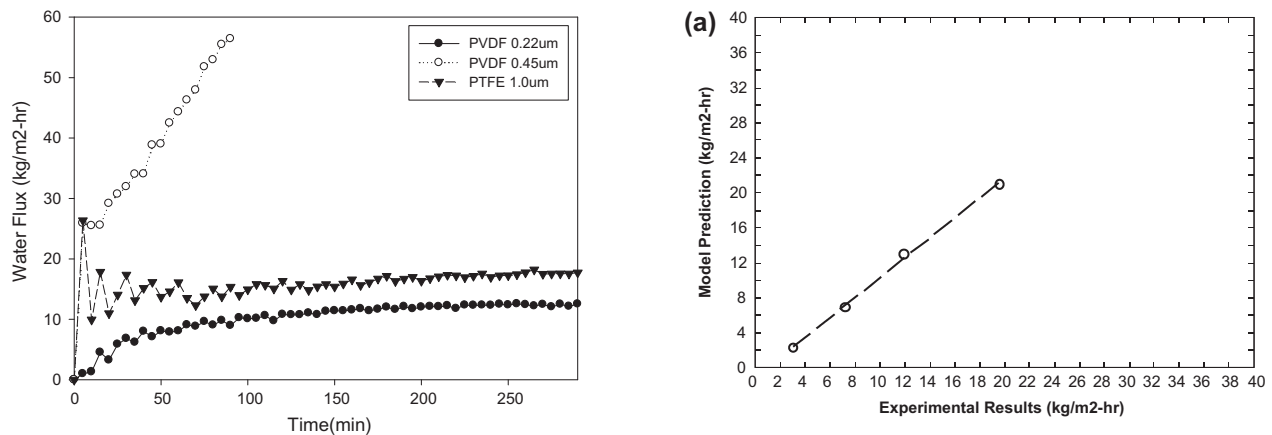 60
50
40
30
20
10
0
0 50 100 150 200 250
Water Flux (kg/m2-hr)
Time(min)
PVDF 0.22um
PVDF 0.45um
PTFE 1.0um
(a)
40
36
32
28
24
20
16
12
8
4
0
0 2 4 6 8 10 12 14 16 18 20 22 24 26 28 30 32 34 36 38 40
Model Prediction (kg/m2-hr)
Experimental Results (kg/m2-hr)